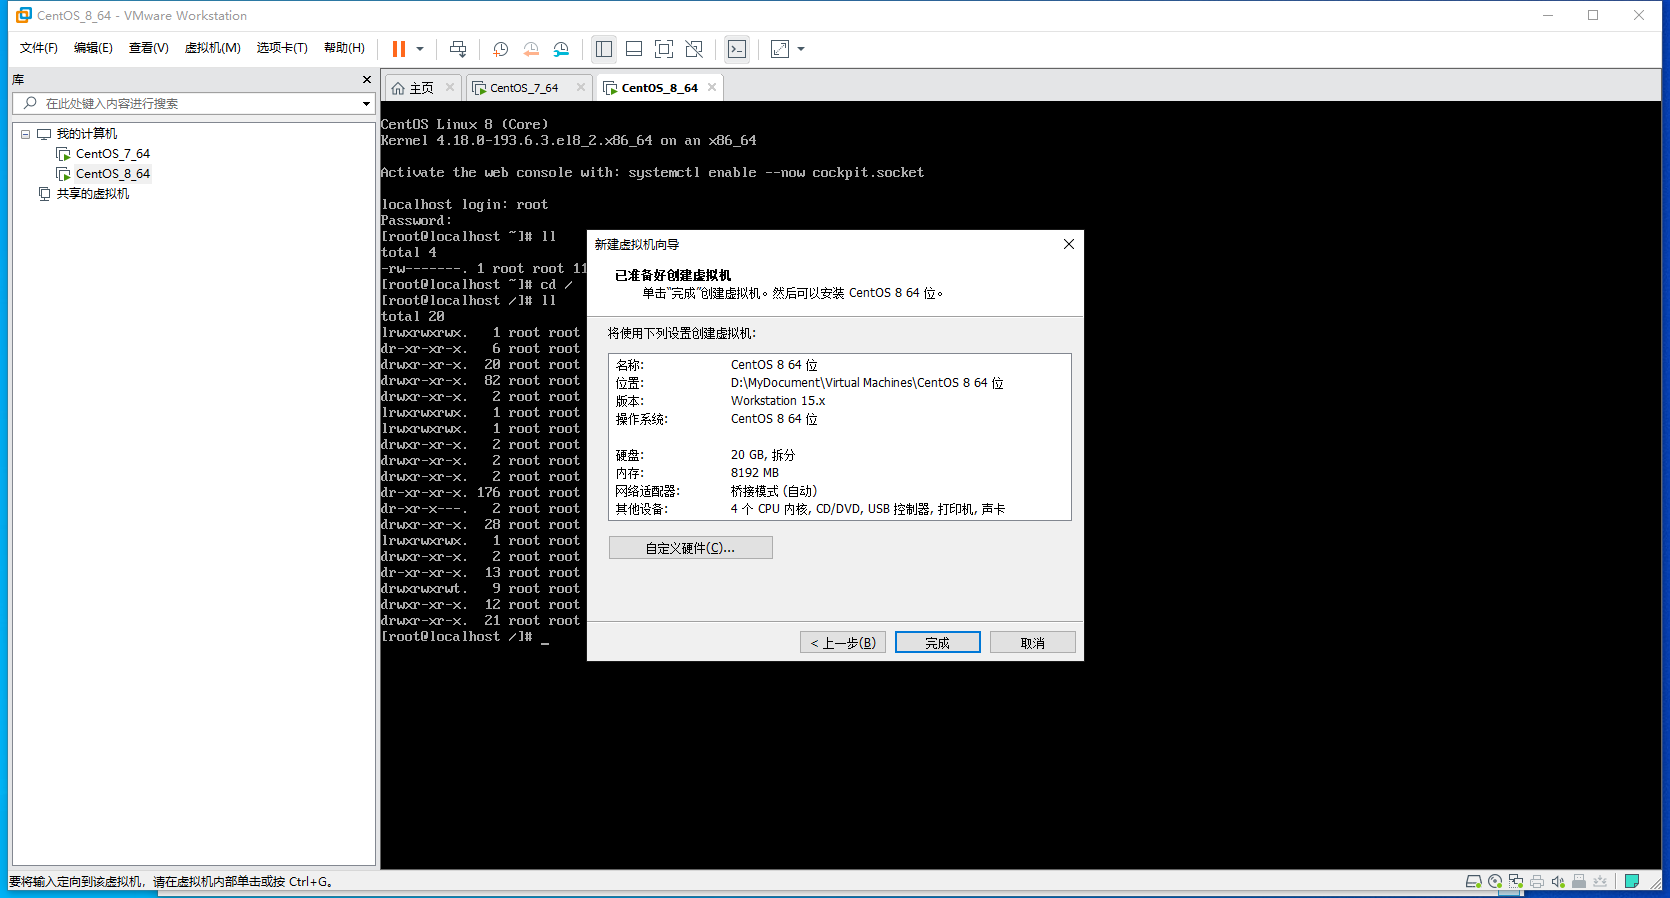 CentOS_8_64 - VMware Workstation
文件(F) 编辑(E) 查看(V) 虚拟机(M) 选项卡(T) 帮助(H)
库
在此处键入内容进行搜索
我的计算机
CentOS_7_64
CentOS_8_64
共享的虚拟机
主页 CentOS_7_64 CentOS_8_64
CentOS Linux 8 (Core)
Kernel 4.18.0-193.6.3.el8_2.x86_64 on an x86_64
Activate the web console with: systemctl enable --now cockpit.socket
localhost login: root
Password:
[root@localhost ~]# ll
total 4
-rw-------. 1 root root 11
[root@localhost ~]# cd /
[root@localhost /]# ll
total 20
lrwxrwxrwx. 1 root root
dr-xr-xr-x. 6 root root
drwxr-xr-x. 20 root root
drwxr-xr-x. 82 root root
drwxr-xr-x. 2 root root
lrwxrwxrwx. 1 root root
lrwxrwxrwx. 1 root root
drwxr-xr-x. 2 root root
drwxr-xr-x. 2 root root
drwxr-xr-x. 2 root root
dr-xr-xr-x. 176 root root
dr-xr-x---. 2 root root
drwxr-xr-x. 28 root root
lrwxrwxrwx. 1 root root
drwxr-xr-x. 2 root root
dr-xr-xr-x. 13 root root
drwxrwxrwt. 9 root root
drwxr-xr-x. 12 root root
drwxr-xr-x. 21 root root
[root@localhost /]# _
新建虚拟机向导
已准备好创建虚拟机
单击“完成”创建虚拟机。然后可以安装 CentOS 8 64 位。
将使用下列设置创建虚拟机:
名称: CentOS 8 64 位
位置: D:\MyDocument\Virtual Machines\CentOS 8 64 位
版本: Workstation 15.x
操作系统: CentOS 8 64 位
硬盘: 20 GB, 拆分
内存: 8192 MB
网络适配器: 桥接模式 (自动)
其他设备: 4 个 CPU 内核, CD/DVD, USB 控制器, 打印机, 声卡
自定义硬件(C)...
< 上一步(B) 完成 取消
要将输入定向到该虚拟机，请在虚拟机内部单击或按 Ctrl+G。